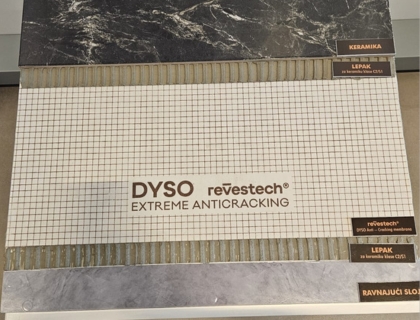 KERAMIKA
LEPAK
za keramiku klase C2/S1
DYSO revestech®
EXTREME ANTICRACKING
revestech®
DYSO Anti - Cracking membrane
LEPAK
za keramiku klase C2/S1
RAVNAJUĆI SLOJ